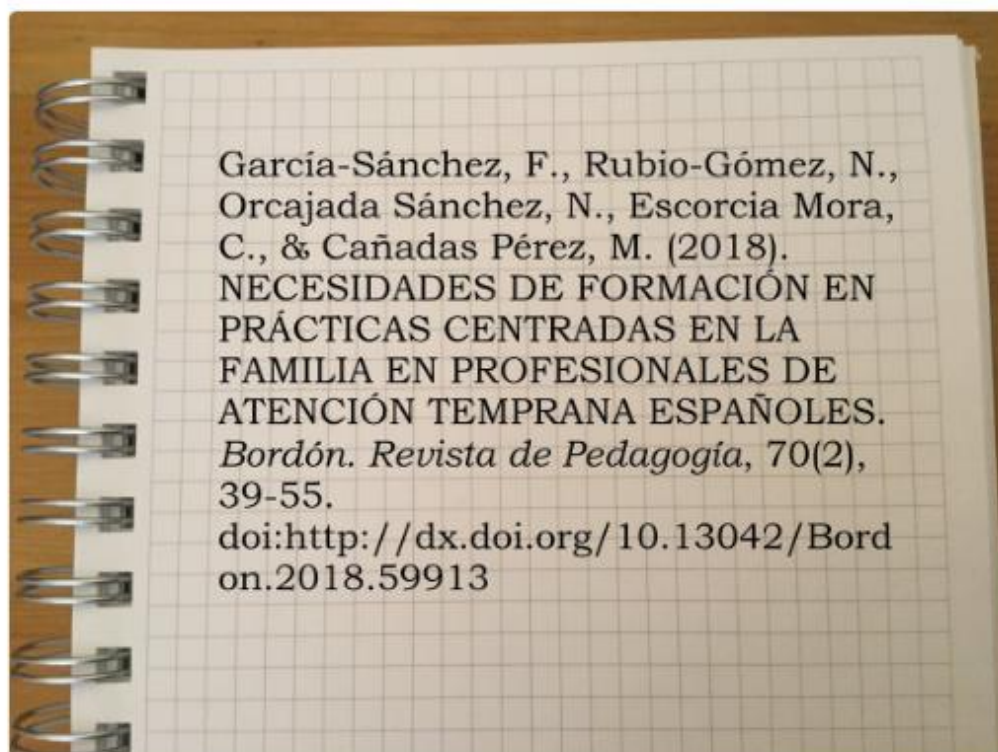 García-Sánchez, F., Rubio-Gómez, N.,
Orcajada Sánchez, N., Escorcia Mora,
C., & Cañadas Pérez, M. (2018).
NECESIDADES DE FORMACIÓN EN
PRÁCTICAS CENTRADAS EN LA
FAMILIA EN PROFESIONALES DE
ATENCIÓN TEMPRANA ESPAÑOLES.
Bordón. Revista de Pedagogía, 70(2),
39-55.
doi:http://dx.doi.org/10.13042/Bord
on.2018.59913